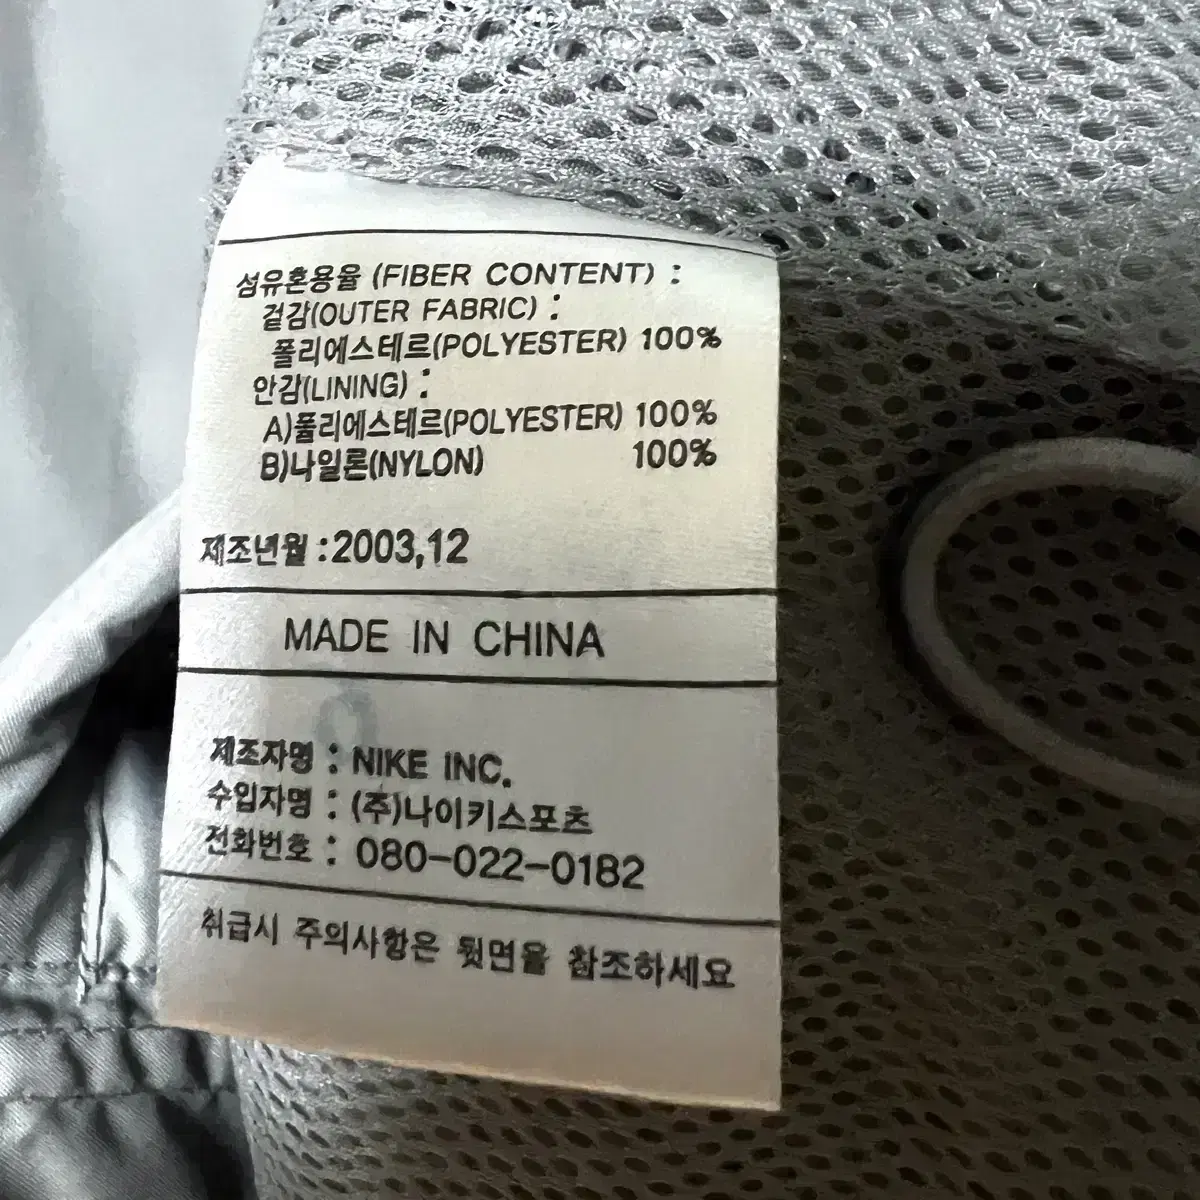 섬유혼용율 (FIBER CONTENT) :
겉감(OUTER FABRIC) :
폴리에스테르(POLYESTER) 100%
안감(LINING) :
A)폴리에스테르(POLYESTER) 100%
B)나일론(NYLON) 100%
제조년월 : 2003,12
MADE IN CHINA
제조자명 : NIKE INC.
수입자명 : (주)나이키스포츠
전화번호 : 080-022-0182
취급시 주의사항은 뒷면을 참조하세요